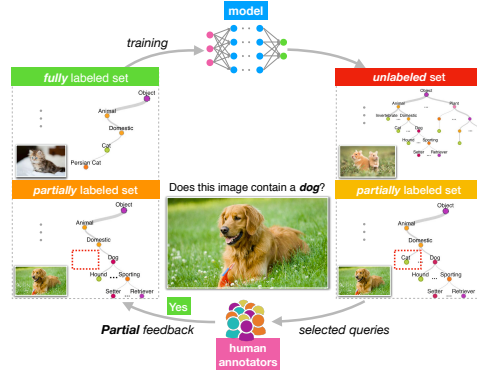 model
training
fully labeled set
unlabeled set
Object
Animal
Domestic
Cat
Persian Cat
Object
Animal
Plant
Invertebrate Domestic
Cat Dog
Hound Sporting
Setter Retriever
partially labeled set
Does this image contain a dog?
partially labeled set
Object
Animal
Domestic
Dog
Hound ... Sporting
Setter ... Retriever
Object
Animal
Domestic
Cat Dog
Hound ... Sporting
Setter ... Retriever
Yes
Partial feedback
selected queries
human
annotators